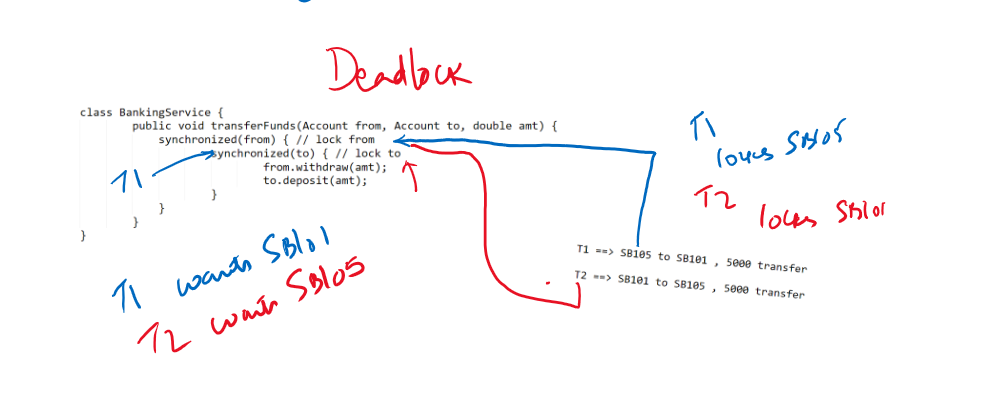 Deadlock
class BankingService {
public void transferFunds(Account from, Account to, double amt) {
synchronized(from) { // lock from
synchronized(to) { // lock to
from.withdraw(amt);
to.deposit(amt);
}
}
}
}
T1
T1
locks SB105
T2 locks SB101
T1 ==> SB105 to SB101 , 5000 transfer
T2 ==> SB101 to SB105 , 5000 transfer
T1 wants SB101
T2 wants SB105